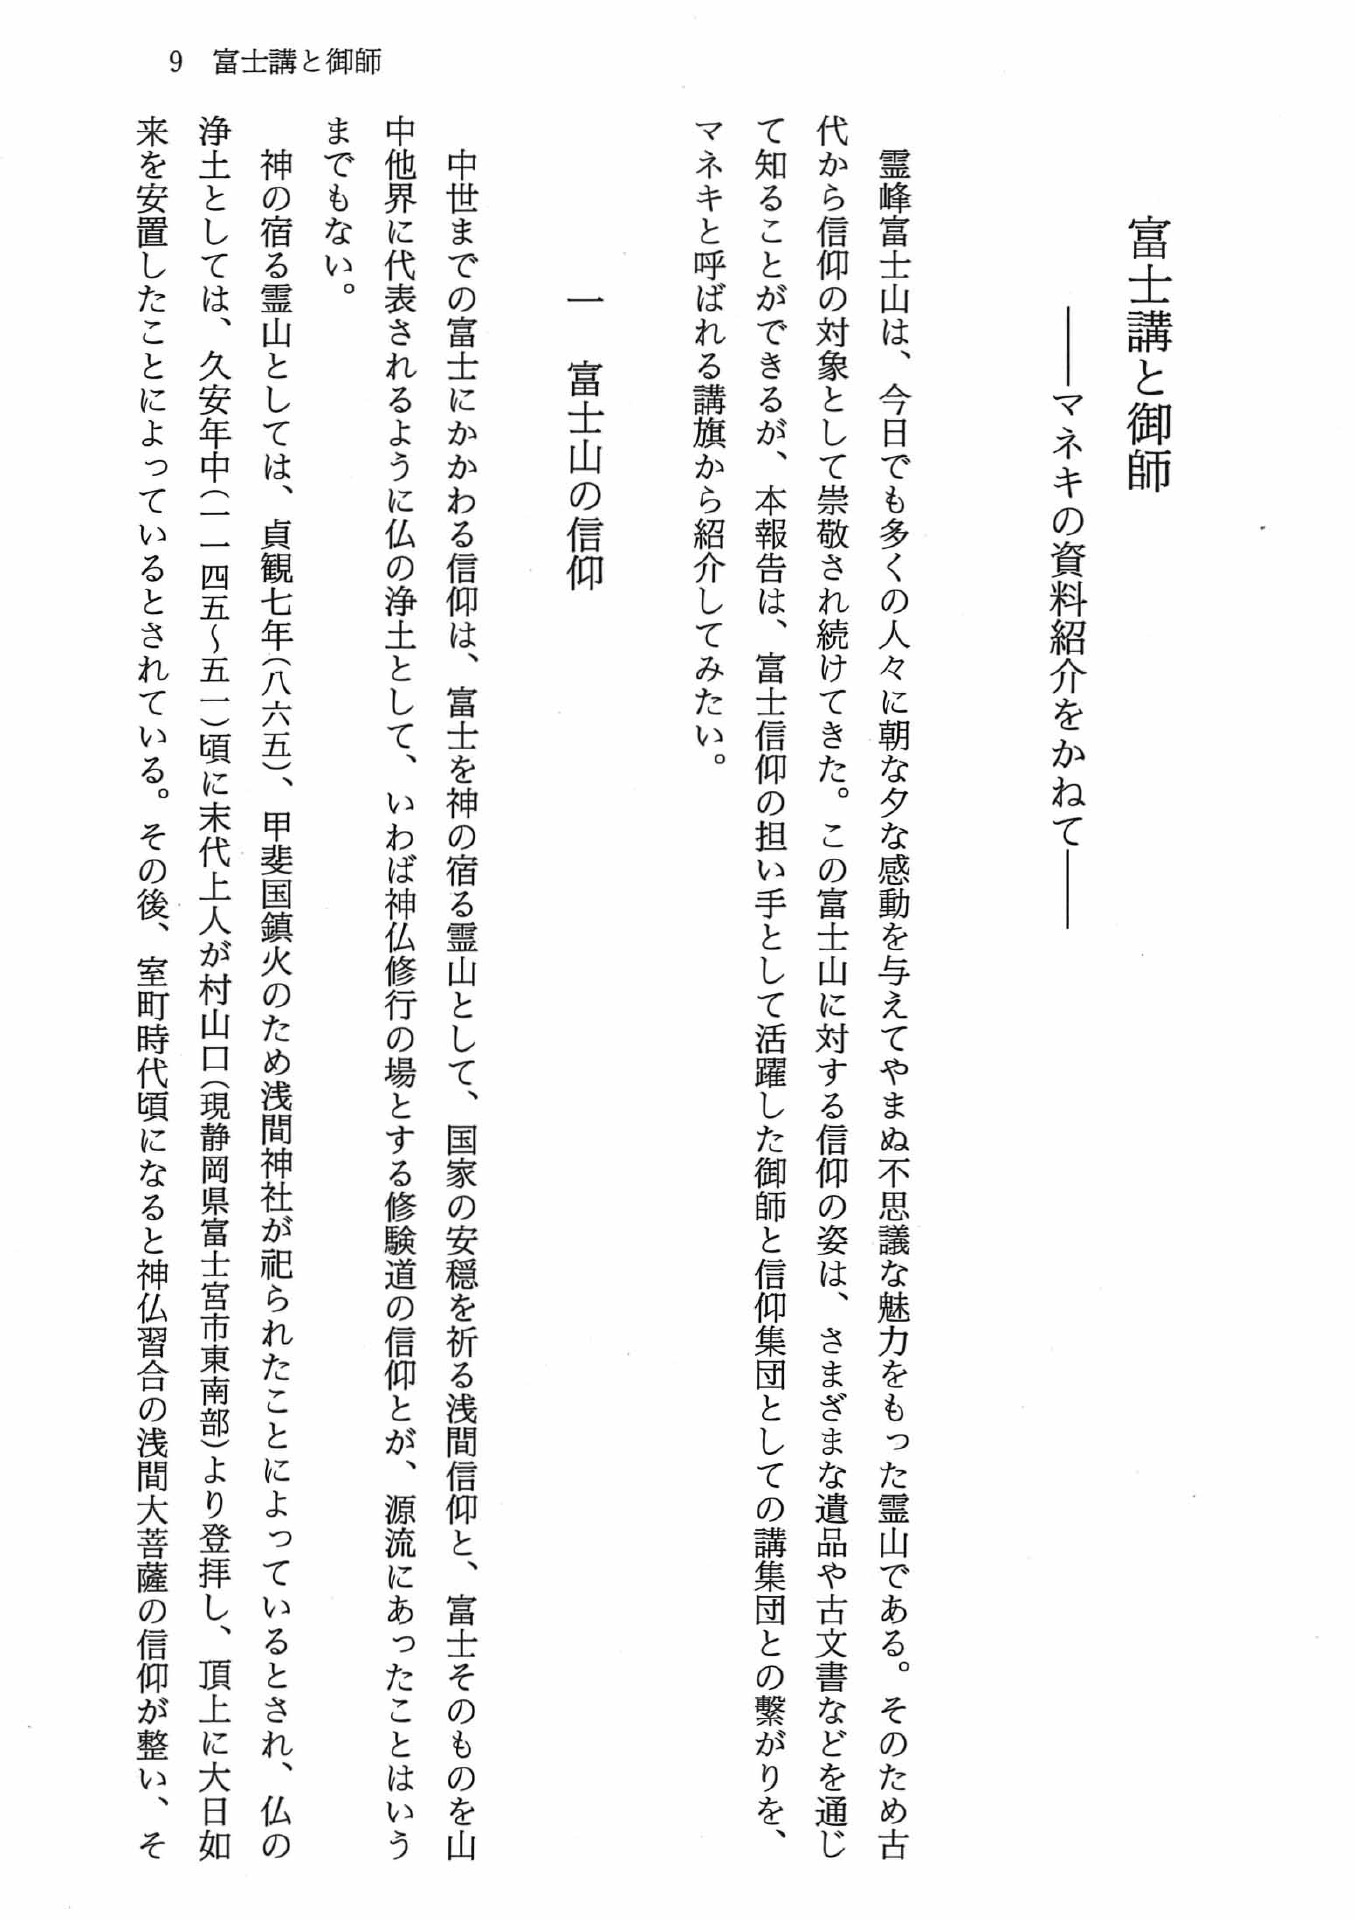 9　富士講と御師
富士講と御師
――マネキの資料紹介をかねて――
霊峰富士山は、今日でも多くの人々に朝な夕な感動を与えてやまぬ不思議な魅力をもった霊山である。そのため古
代から信仰の対象として崇敬され続けてきた。この富士山に対する信仰の姿は、さまざまな遺品や古文書などを通じ
て知ることができるが、本報告は、富士信仰の担い手として活躍した御師と信仰集団としての講集団との繋がりを、
マネキと呼ばれる講旗から紹介してみたい。
一　富士山の信仰
中世までの富士にかかわる信仰は、富士を神の宿る霊山として、国家の安穏を祈る浅間信仰と、富士そのものを山
中他界に代表されるように仏の浄土として、いわば神仏修行の場とする修験道の信仰とが、源流にあったことはいう
までもない。
神の宿る霊山としては、貞観七年（八六五）、甲斐国鎮火のため浅間神社が祀られたことによっているとされ、仏の
浄土としては、久安年中（一一四五～五一）頃に末代上人が村山口（現静岡県富士宮市東南部）より登拝し、頂上に大日如
来を安置したことによっているとされている。その後、室町時代頃になると神仏習合の浅間大菩薩の信仰が整い、そ